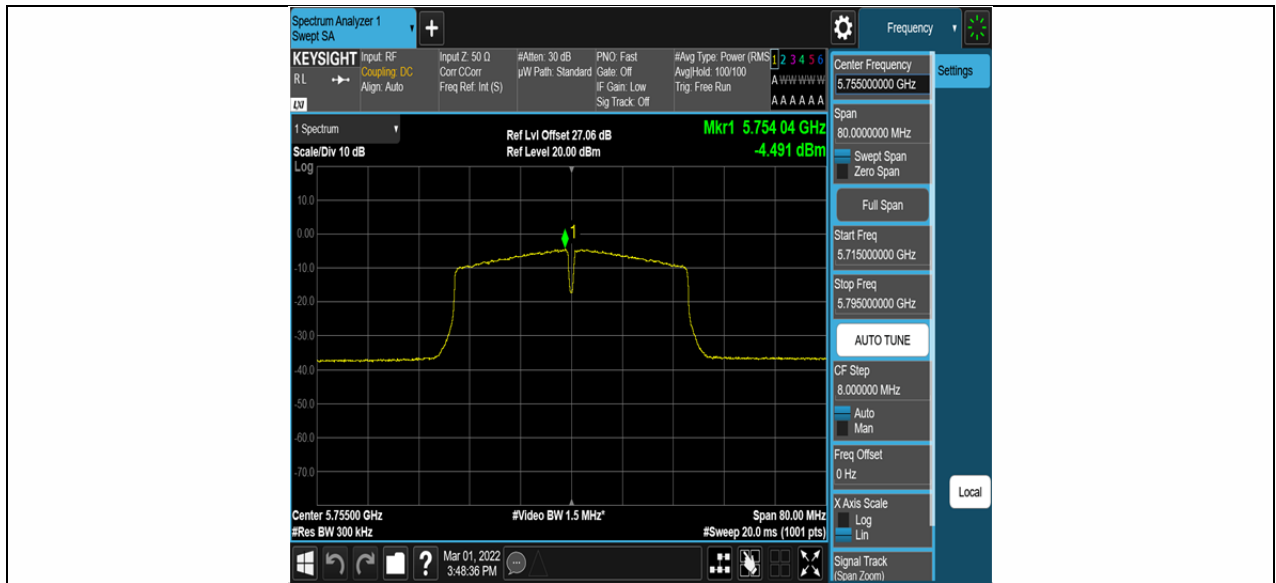 Spectrum Analyzer 1
Swept SA
+
Frequency
KEYSIGHT
RL
LXI
Input: RF
Coupling: DC
Align: Auto
Input Z: 50 Ω
Corr CCorr
Freq Ref: Int (S)
#Atten: 30 dB
µW Path: Standard
PNO: Fast
Gate: Off
IF Gain: Low
Sig Track: Off
#Avg Type: Power (RMS
Avg|Hold: 100/100
Trig: Free Run
1 2 3 4 5 6
A W W W W W
A A A A A A
1 Spectrum
Scale/Div 10 dB
Log
Ref Lvl Offset 27.06 dB
Ref Level 20.00 dBm
Mkr1 5.754 04 GHz
-4.491 dBm
10.0
0.00
-10.0
-20.0
-30.0
-40.0
-50.0
-60.0
-70.0
1
Center 5.75500 GHz
#Res BW 300 kHz
#Video BW 1.5 MHz*
Span 80.00 MHz
#Sweep 20.0 ms (1001 pts)
?
Mar 01, 2022
3:48:36 PM
Center Frequency
5.755000000 GHz
Span
80.0000000 MHz
Swept Span
Zero Span
Full Span
Start Freq
5.715000000 GHz
Stop Freq
5.795000000 GHz
AUTO TUNE
CF Step
8.000000 MHz
Auto
Man
Freq Offset
0 Hz
X Axis Scale
Log
Lin
Signal Track
(Span Zoom)
Settings
Local